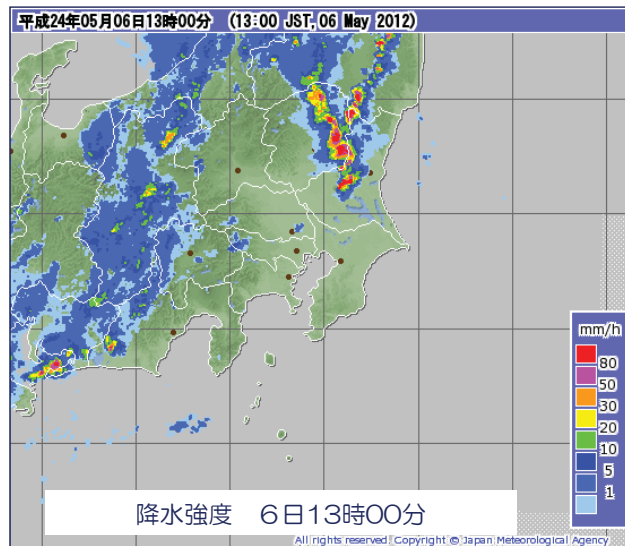 平成24年05月06日13時00分 (13:00 JST,06 May 2012)
mm/h
80
50
30
20
10
5
1
降水強度 6日13時00分
All rights reserved. Copyright © Japan Meteorological Agency